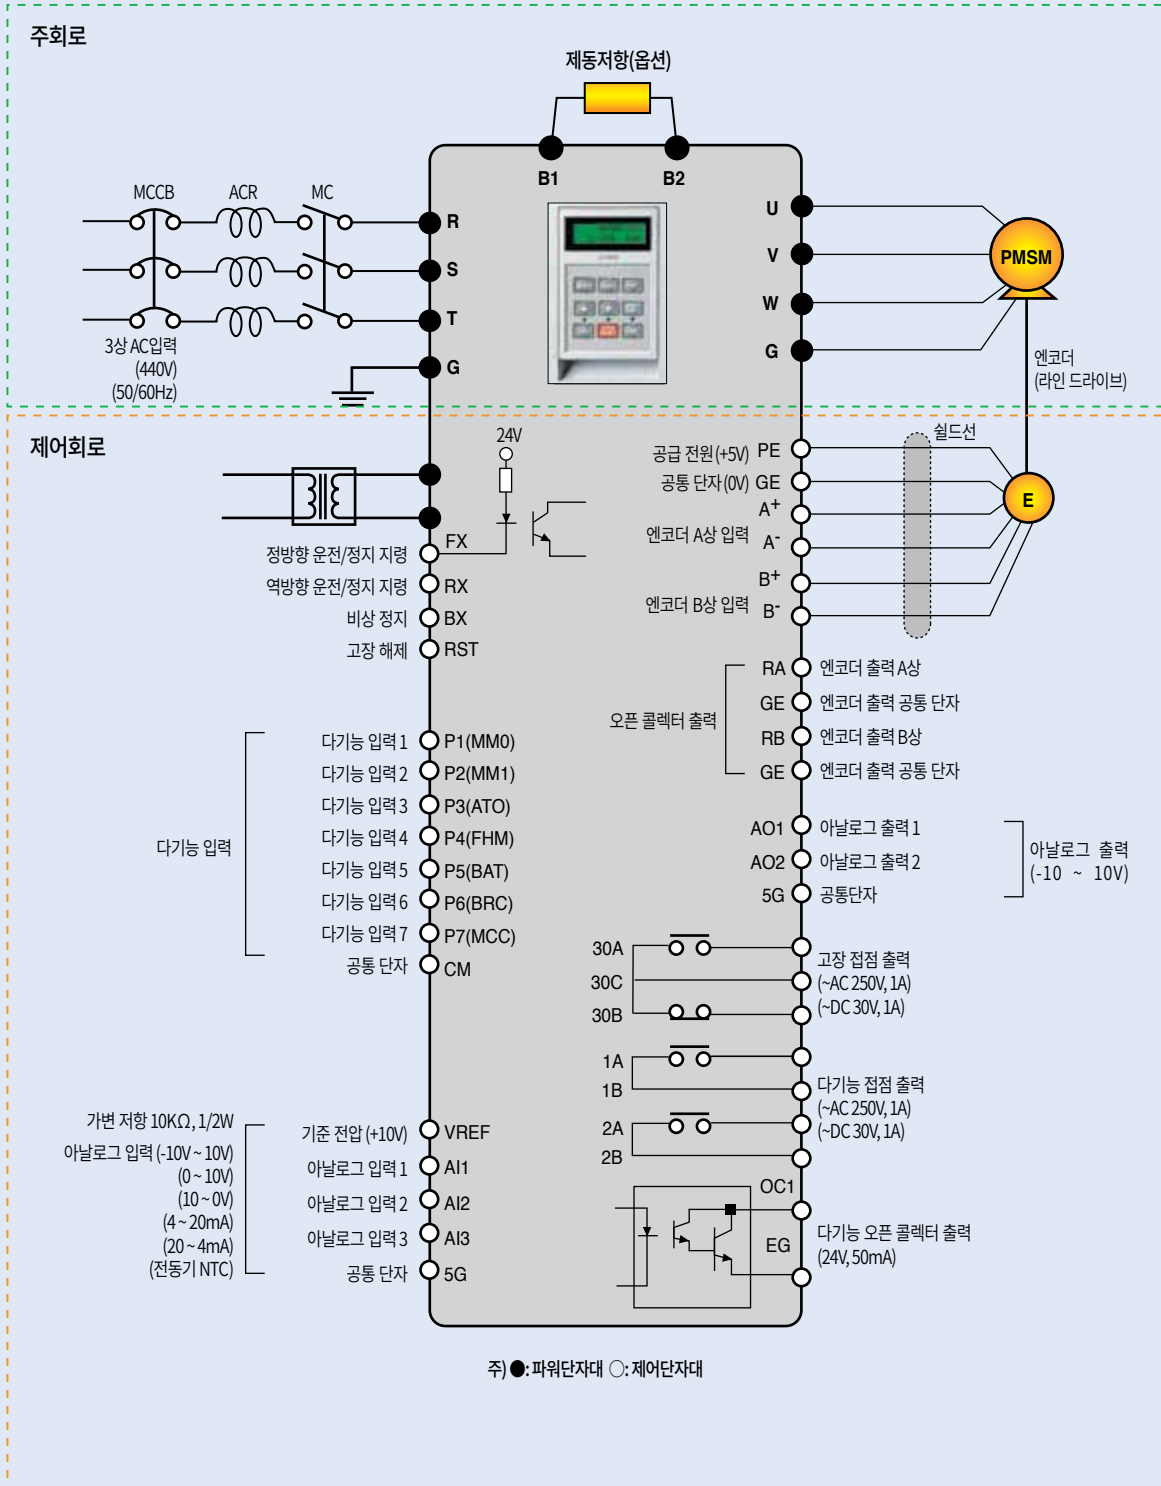 주회로
제동저항(옵션)
B1
B2
MCCB
ACR
MC
R
S
T
G
3상 AC입력
(440V)
(50/60Hz)
U
V
W
G
PMSM
엔코더
(라인 드라이브)
제어회로
24V
FX
정방향 운전/정지 지령
역방향 운전/정지 지령
RX
비상 정지
BX
고장 해제
RST
공급 전원 (+5V)
PE
공통 단자 (0V)
GE
A+
엔코더 A상 입력
A-
B+
엔코더 B상 입력
B-
쉴드선
E
오픈 콜렉터 출력
RA
엔코더 출력 A상
GE
엔코더 출력 공통 단자
RB
엔코더 출력 B상
GE
엔코더 출력 공통 단자
다기능 입력
다기능 입력 1
P1(MM0)
다기능 입력 2
P2(MM1)
다기능 입력 3
P3(ATO)
다기능 입력 4
P4(FHM)
다기능 입력 5
P5(BAT)
다기능 입력 6
P6(BRC)
다기능 입력 7
P7(MCC)
공통 단자
CM
AO1
아날로그 출력 1
AO2
아날로그 출력 2
5G
공통단자
아날로그 출력
(-10 ~ 10V)
30A
30C
30B
고장 접점 출력
(~AC 250V, 1A)
(~DC 30V, 1A)
1A
1B
2A
2B
다기능 접점 출력
(~AC 250V, 1A)
(~DC 30V, 1A)
가변 저항 10KΩ, 1/2W
아날로그 입력 (-10V ~ 10V)
(0 ~ 10V)
(10 ~ 0V)
(4 ~ 20mA)
(20 ~ 4mA)
(전동기 NTC)
기준 전압 (+10V)
VREF
아날로그 입력 1
AI1
아날로그 입력 2
AI2
아날로그 입력 3
AI3
공통 단자
5G
OC1
EG
다기능 오픈 콜렉터 출력
(24V, 50mA)
주) ●: 파워단자대 ○: 제어단자대